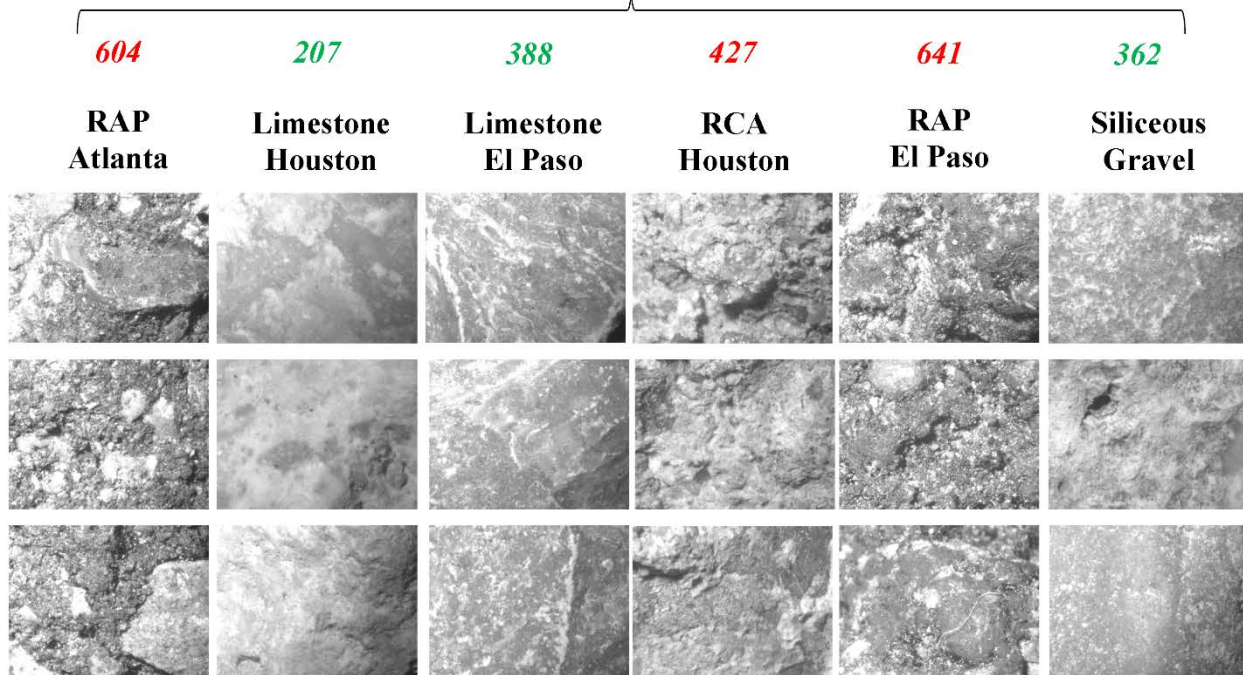 604 207 388 427 641 362
RAP Limestone Limestone RCA RAP Siliceous
Atlanta Houston El Paso Houston El Paso Gravel